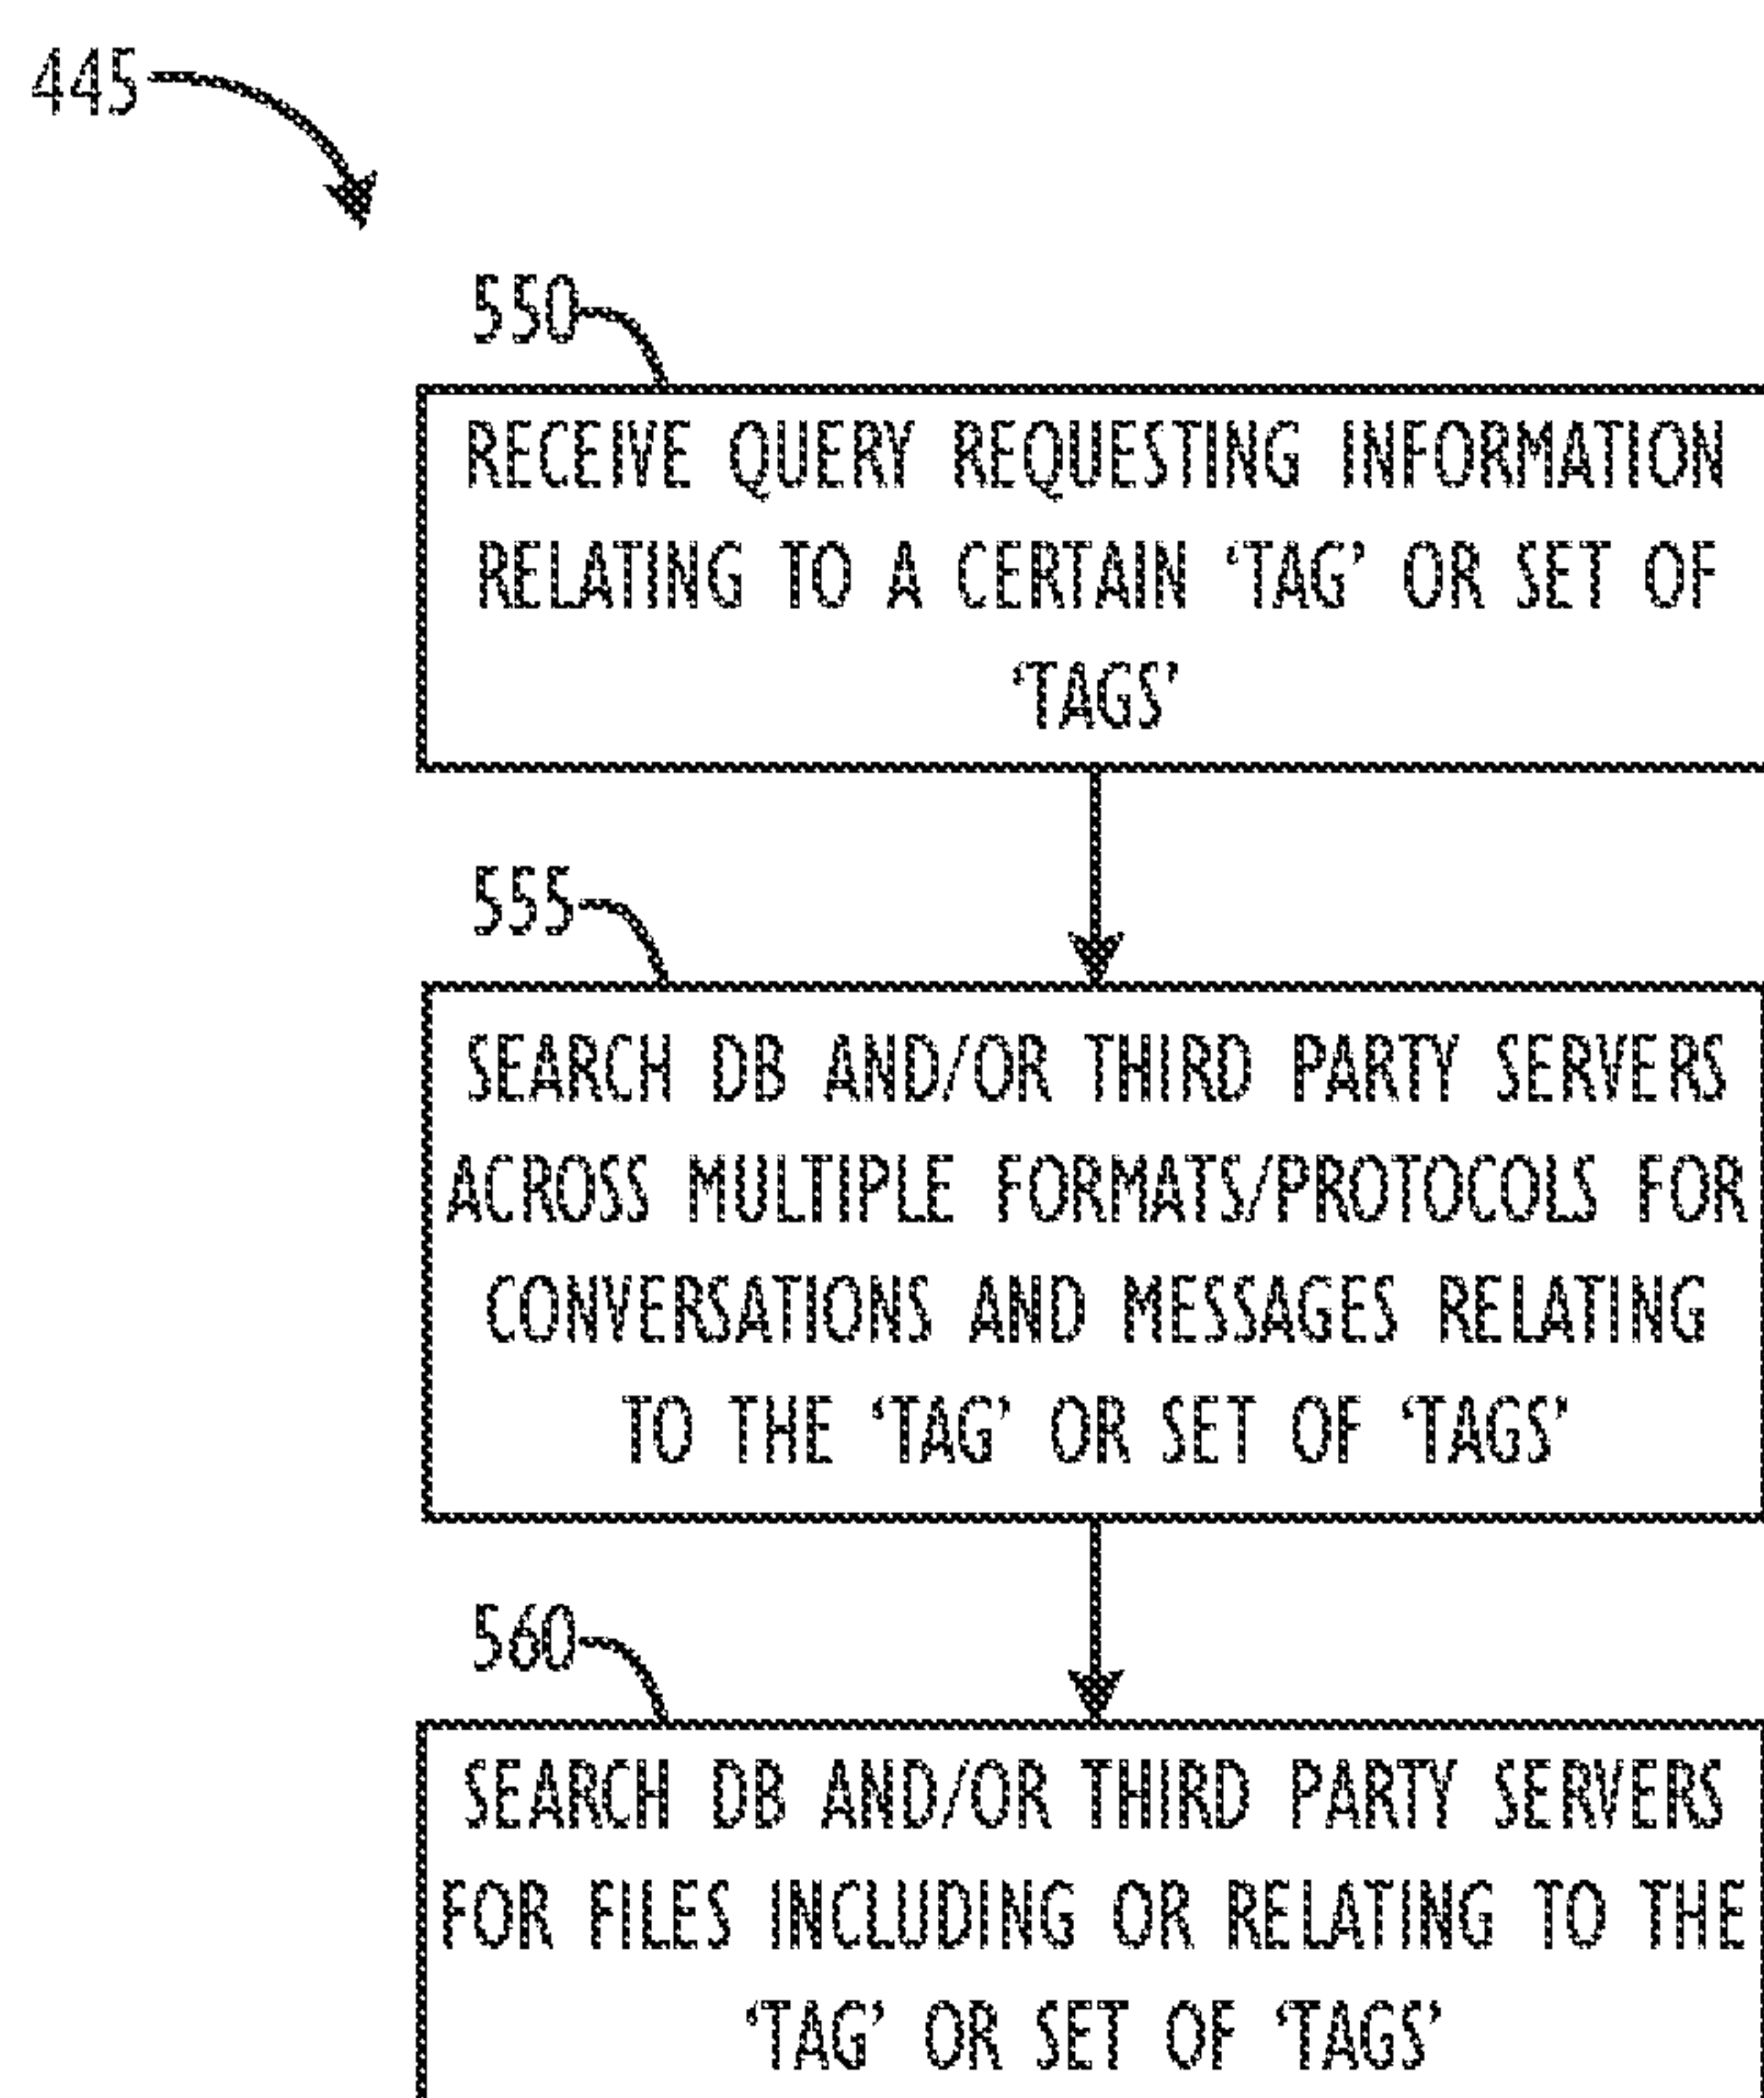 445
550
RECEIVE QUERY REQUESTING INFORMATION
RELATING TO A CERTAIN ‘TAG’ OR SET OF
‘TAGS’
555
SEARCH DB AND/OR THIRD PARTY SERVERS
ACROSS MULTIPLE FORMATS/PROTOCOLS FOR
CONVERSATIONS AND MESSAGES RELATING
TO THE ‘TAG’ OR SET OF ‘TAGS’
560
SEARCH DB AND/OR THIRD PARTY SERVERS
FOR FILES INCLUDING OR RELATING TO THE
‘TAG’ OR SET OF ‘TAGS’